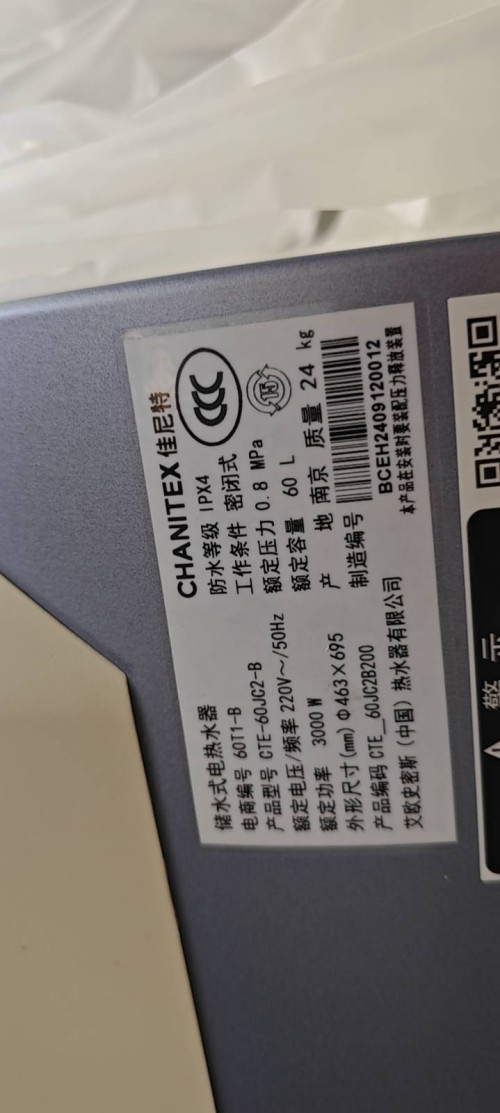 CHANITEX 佳尼特
储水式电热水器
电商编号 60T1-B
产品型号 CTE-60JC2-B
额定电压/频率 220V～/50Hz
额定功率 3000 W
外形尺寸(mm) Φ463×695
产品编码 CTE_60JC2B200
艾欧史密斯（中国）热水器有限公司
防水等级 IPX4
工作条件 密闭式
额定压力 0.8 MPa
额定容量 60 L
产 地 南京 质量 24 kg
制造编号
BCEH2409120012
本产品在安装时要装配压力释放装置
CCC
15
警 示